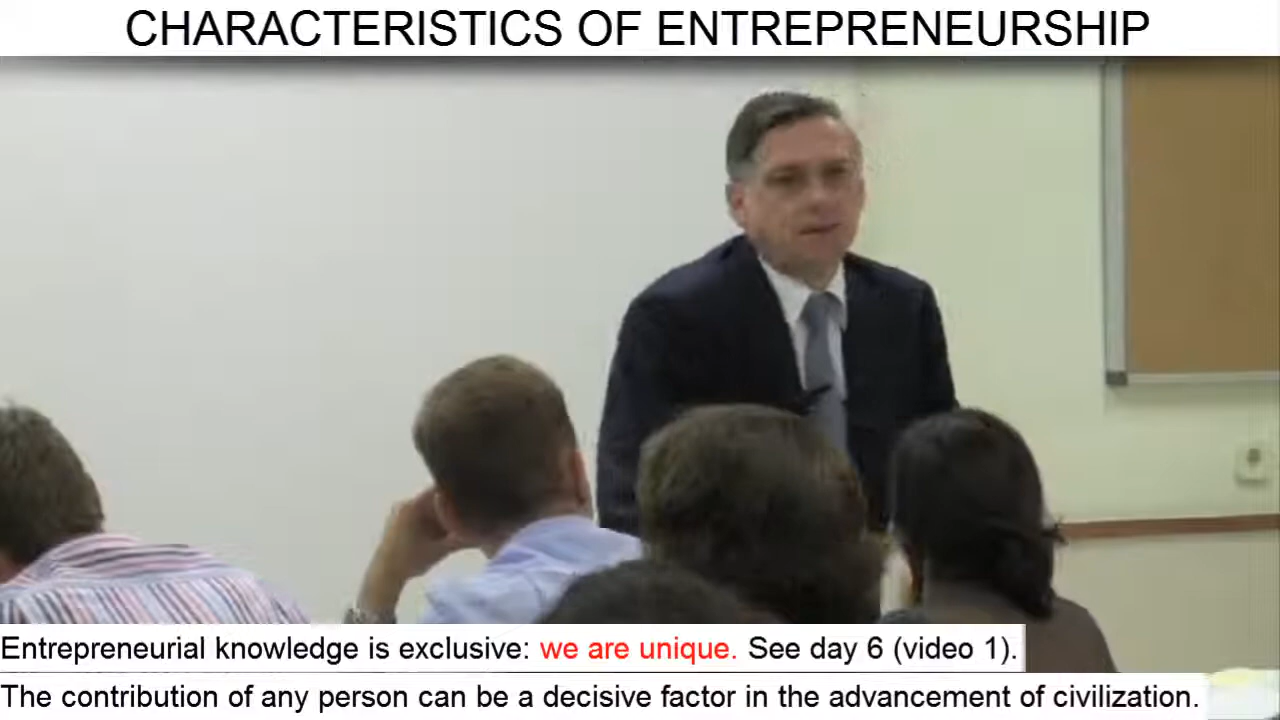 CHARACTERISTICS OF ENTREPRENEURSHIP
Entrepreneurial knowledge is exclusive: we are unique. See day 6 (video 1).
The contribution of any person can be a decisive factor in the advancement of civilization.